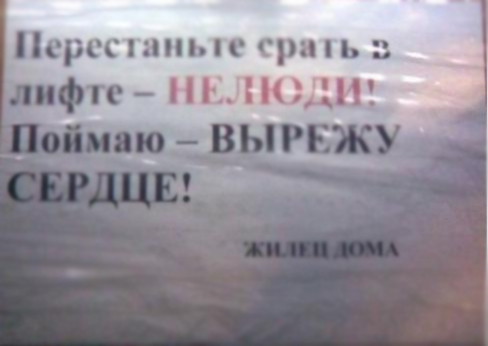 Перестаньте срать в
лифте – НЕЛЮДИ!
Поймаю – ВЫРЕЖУ
СЕРДЦЕ!
ЖИЛЕЦ ДОМА